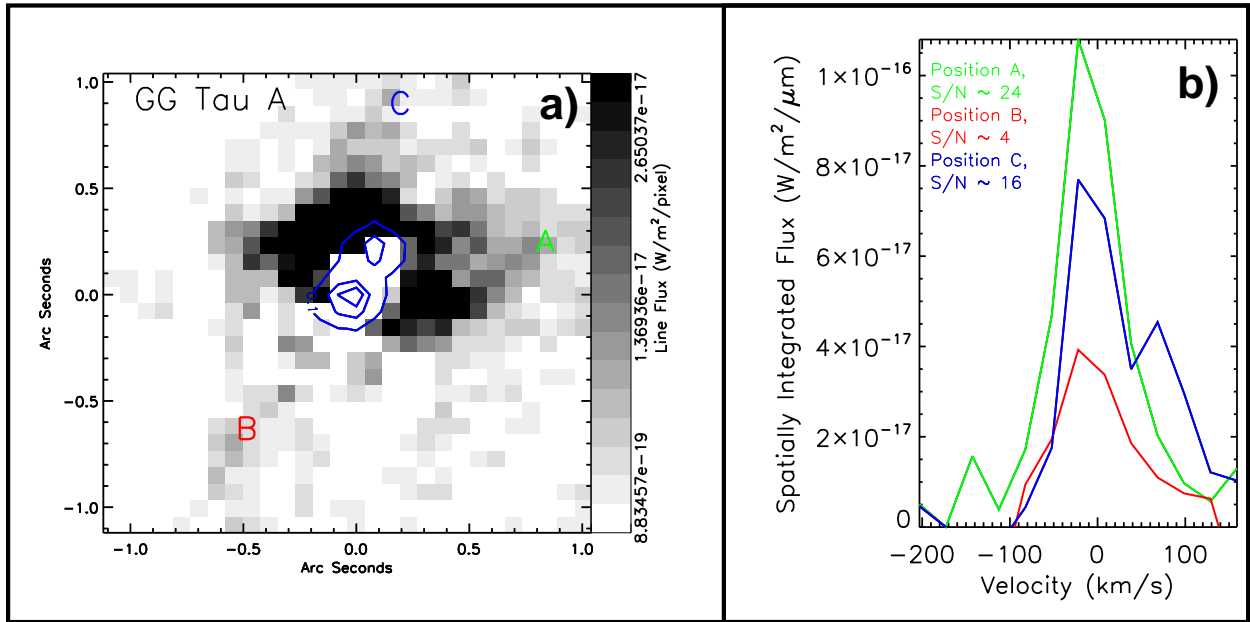 GG Tau A
a)
A
B
C
0.1
1.0
0.5
0.0
−0.5
−1.0
Arc Seconds
−1.0
−0.5
0.0
0.5
1.0
Arc Seconds
8.83457e−19
1.36936e−17
2.65037e−17
Line Flux (W/m²/pixel)
b)
Position A,
S/N ~ 24
Position B,
S/N ~ 4
Position C,
S/N ~ 16
1×10⁻¹⁶
8×10⁻¹⁷
6×10⁻¹⁷
4×10⁻¹⁷
2×10⁻¹⁷
0
Spatially Integrated Flux (W/m²/μm)
−200
−100
0
100
Velocity (km/s)